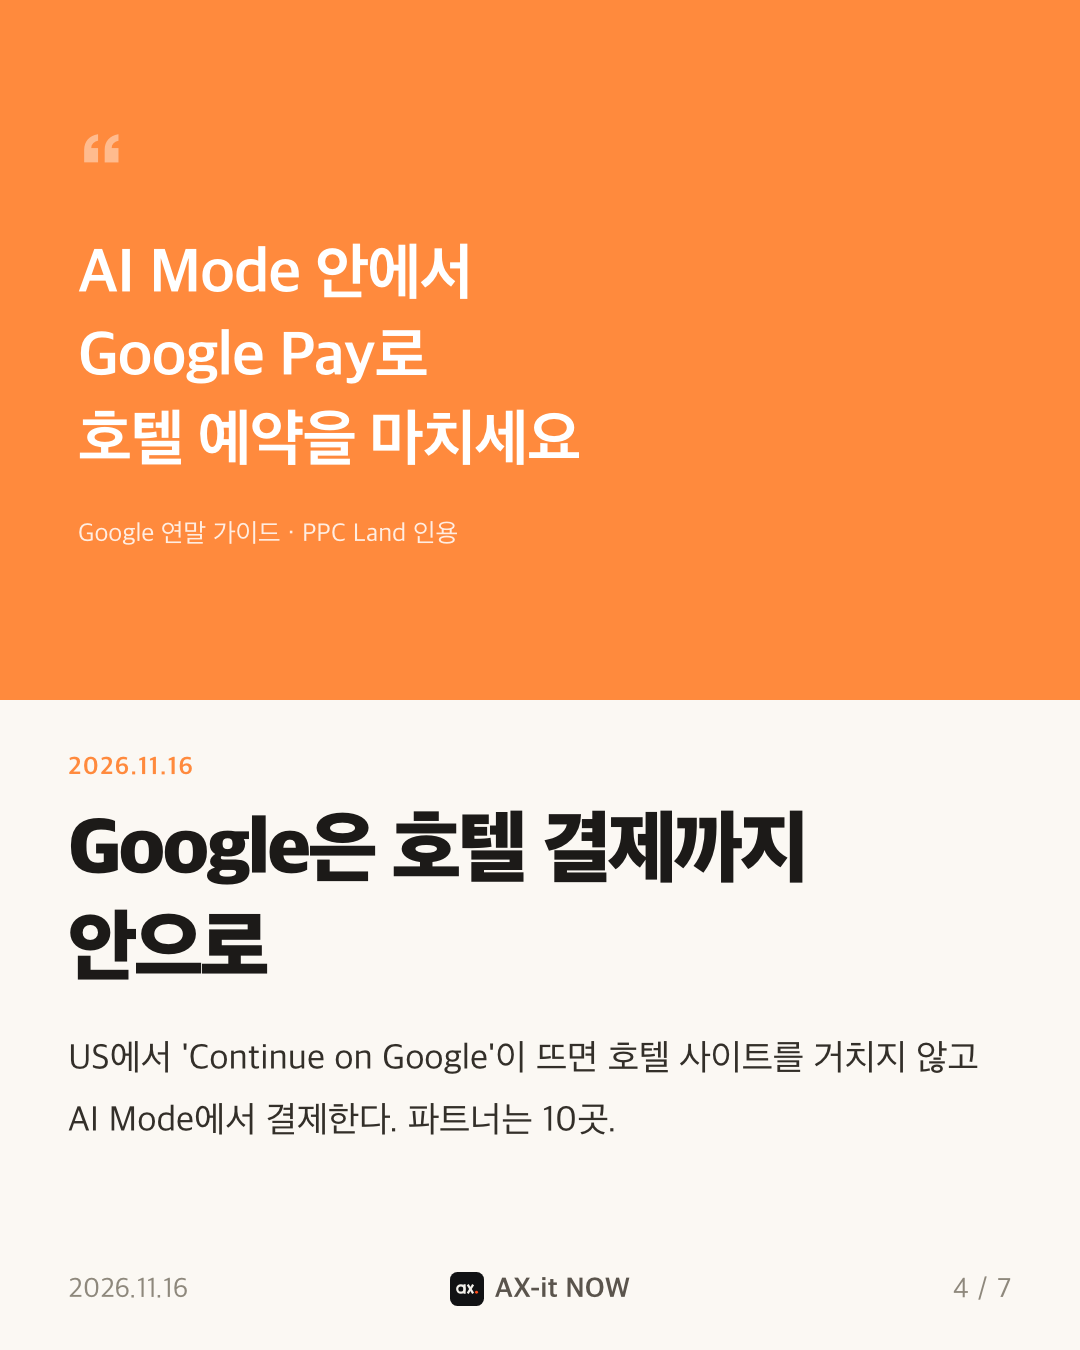 “
AI Mode 안에서
Google Pay로
호텔 예약을 마치세요
Google 연말 가이드 · PPC Land 인용
2026.11.16
Google은 호텔 결제까지
안으로
US에서 'Continue on Google'이 뜨면 호텔 사이트를 거치지 않고
AI Mode에서 결제한다. 파트너는 10곳.
2026.11.16
ax. AX-it NOW
4 / 7